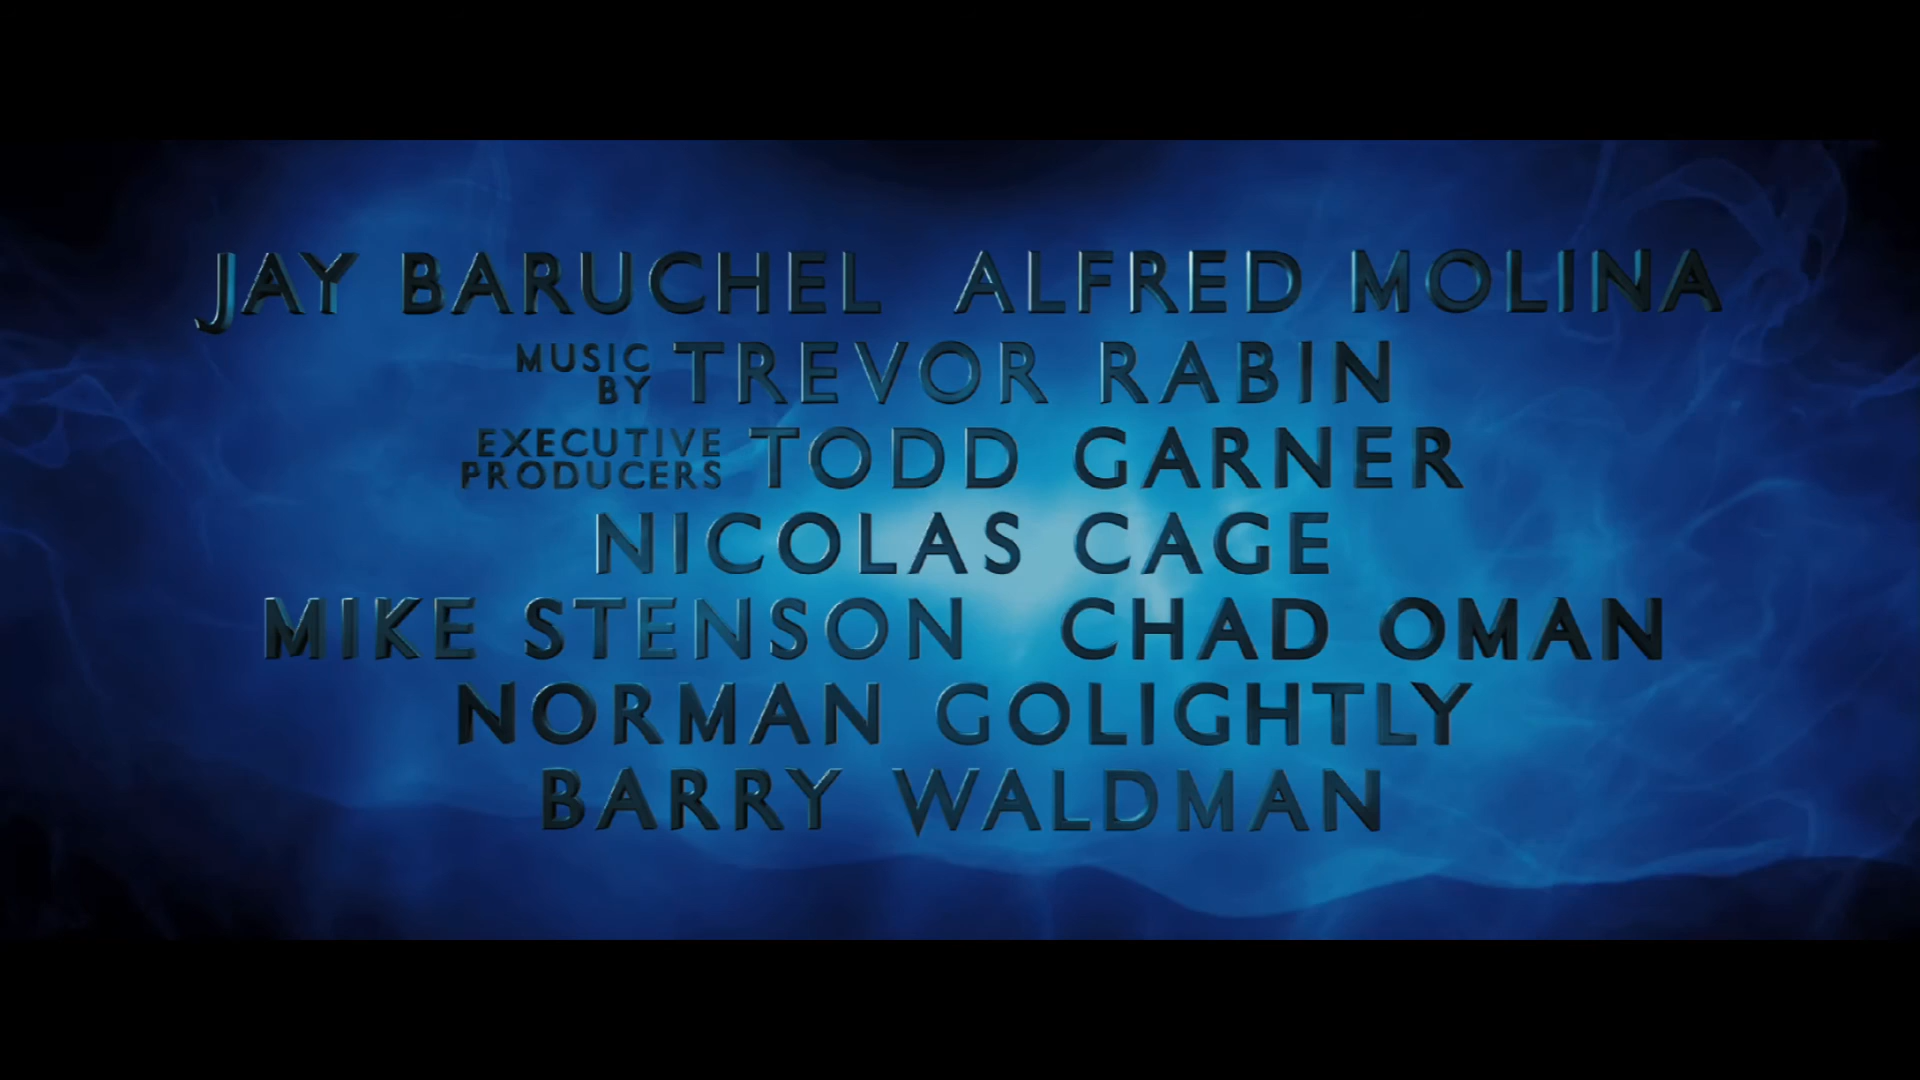 JAY BARUCHEL ALFRED MOLINA
MUSIC BY TREVOR RABIN
EXECUTIVE PRODUCERS TODD GARNER
NICOLAS CAGE
MIKE STENSON CHAD OMAN
NORMAN GOLIGHTLY
BARRY WALDMAN